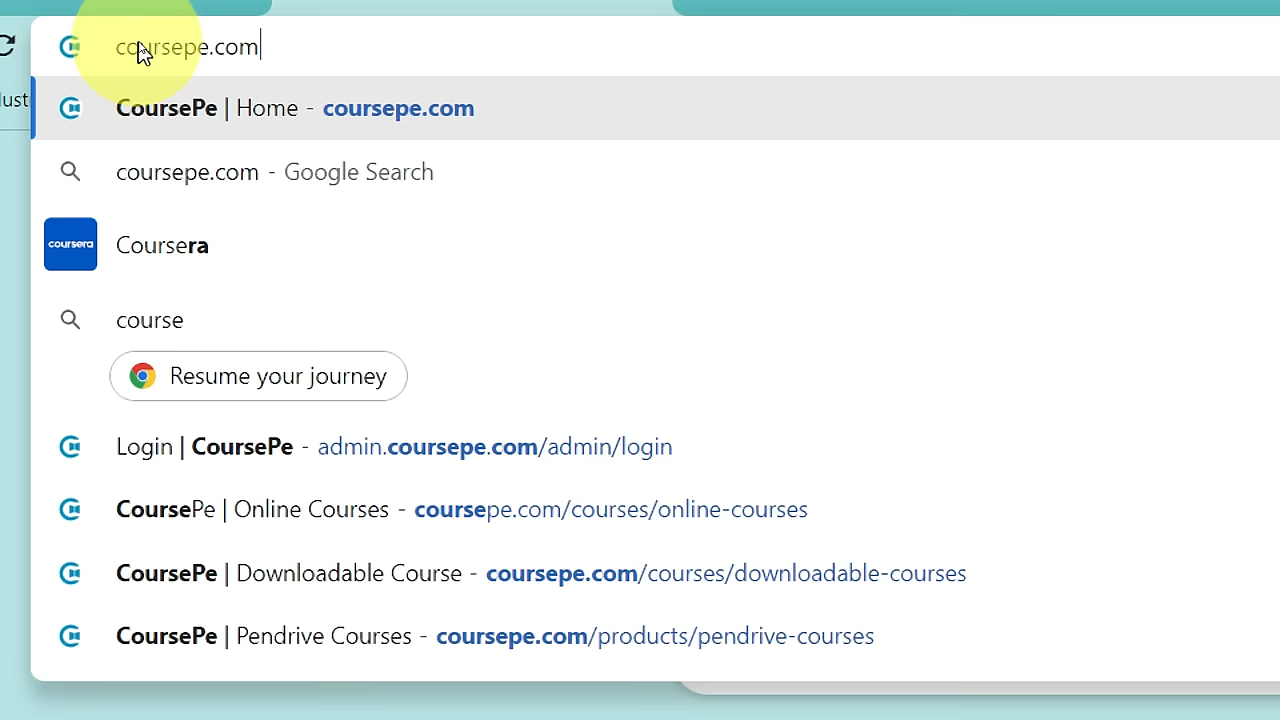 coursepe.com
CoursePe | Home - coursepe.com
coursepe.com - Google Search
coursera
Coursera
course
Resume your journey
Login | CoursePe - admin.coursepe.com/admin/login
CoursePe | Online Courses - coursepe.com/courses/online-courses
CoursePe | Downloadable Course - coursepe.com/courses/downloadable-courses
CoursePe | Pendrive Courses - coursepe.com/products/pendrive-courses